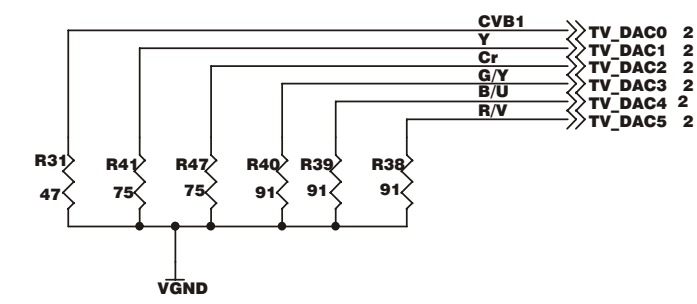 CVB1 TV_DAC0 2
Y TV_DAC1 2
Cr TV_DAC2 2
G/Y TV_DAC3 2
B/U TV_DAC4 2
R/V TV_DAC5 2
R31 R41 R47 R40 R39 R38
47 75 75 91 91 91
VGND